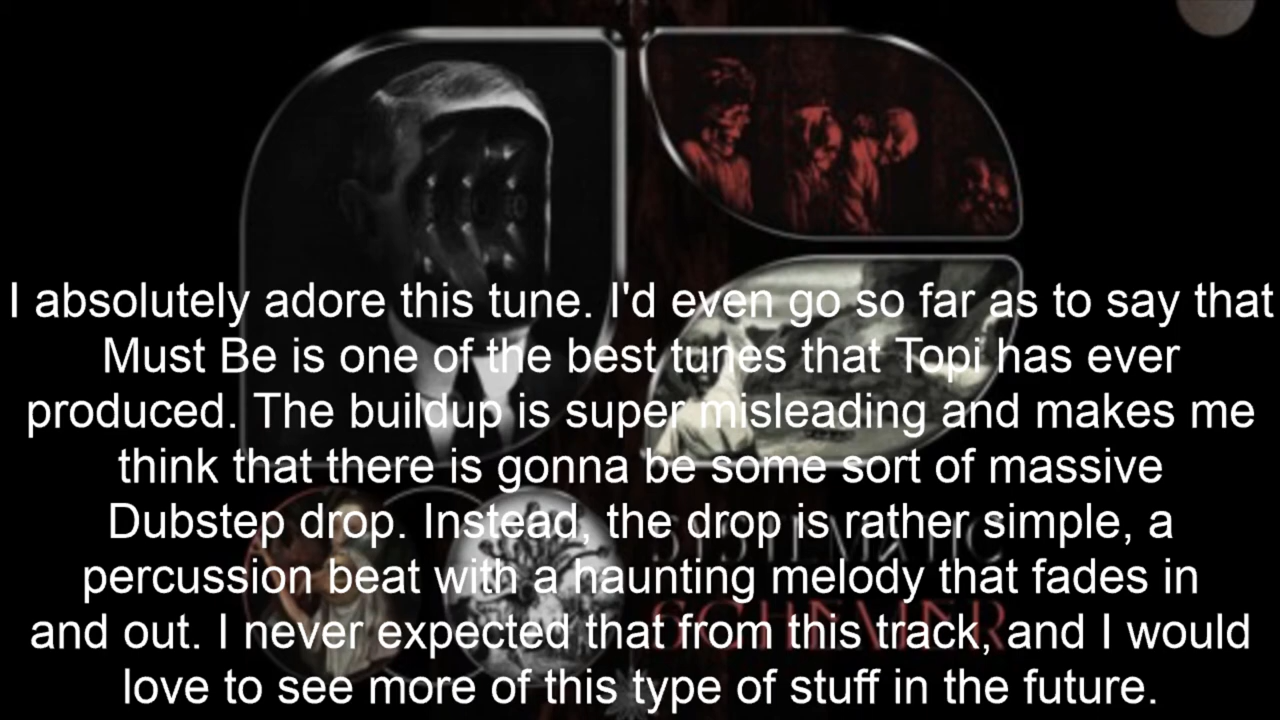 I absolutely adore this tune. I'd even go so far as to say that
Must Be is one of the best tunes that Topi has ever
produced. The buildup is super misleading and makes me
think that there is gonna be some sort of massive
Dubstep drop. Instead, the drop is rather simple, a
percussion beat with a haunting melody that fades in
and out. I never expected that from this track, and I would
love to see more of this type of stuff in the future.
SYSTEMATIC